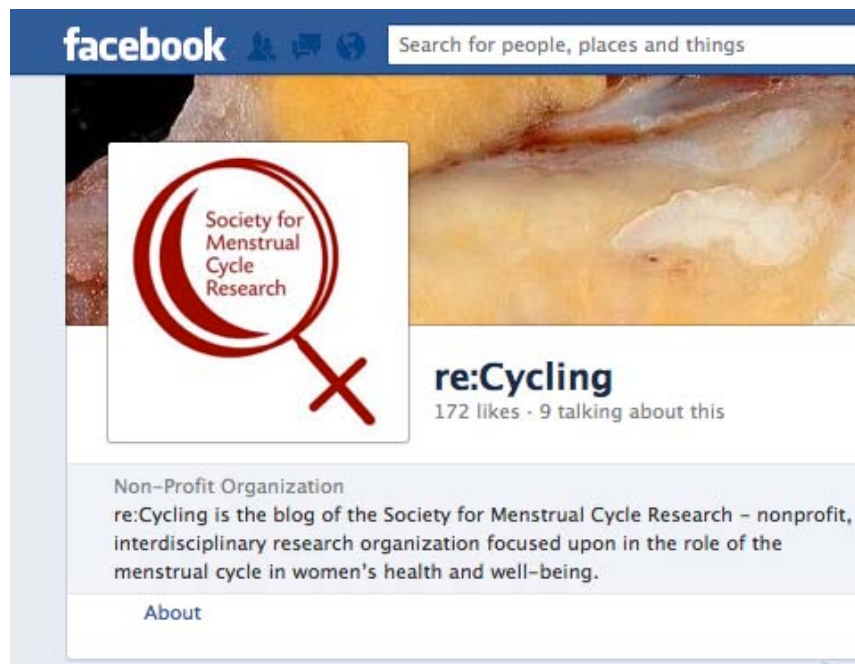 facebook
Search for people, places and things
Society for
Menstrual
Cycle
Research
re:Cycling
172 likes · 9 talking about this
Non-Profit Organization
re:Cycling is the blog of the Society for Menstrual Cycle Research – nonprofit,
interdisciplinary research organization focused upon in the role of the
menstrual cycle in women's health and well-being.
About